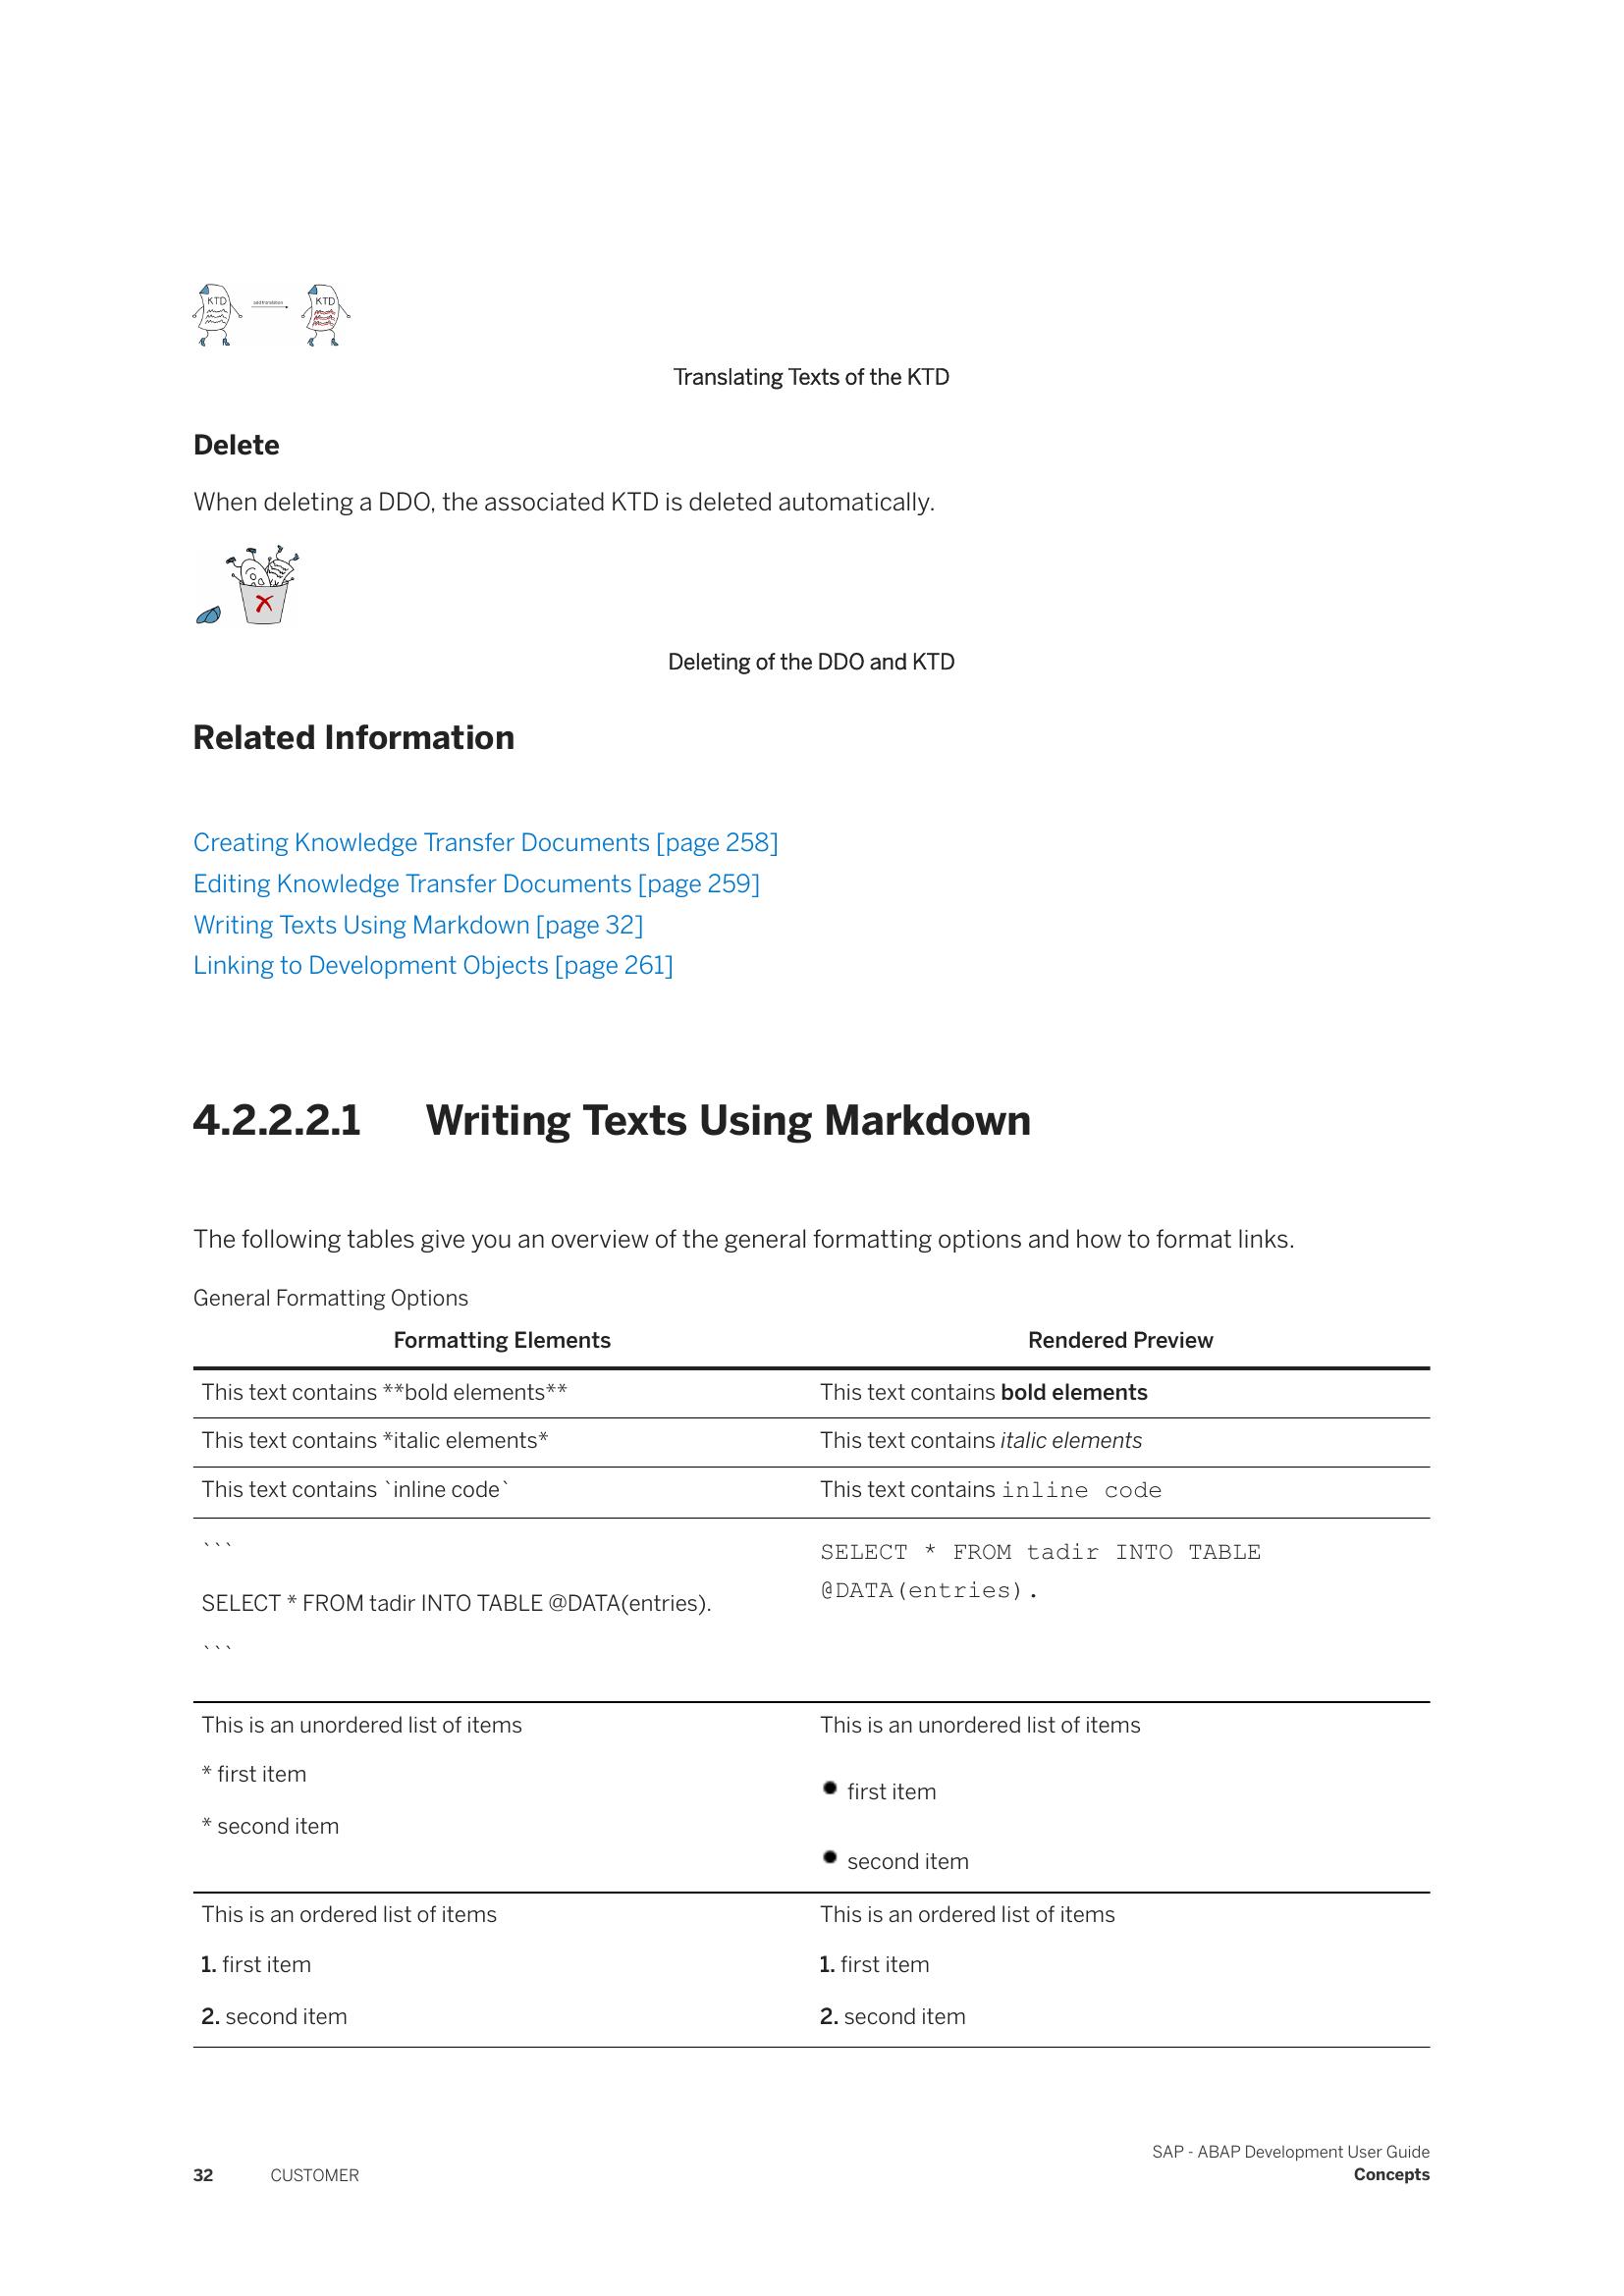 KTD
add translation
KTD
Translating Texts of the KTD
Delete
When deleting a DDO, the associated KTD is deleted automatically.
Deleting of the DDO and KTD
Related Information
Creating Knowledge Transfer Documents [page 258]
Editing Knowledge Transfer Documents [page 259]
Writing Texts Using Markdown [page 32]
Linking to Development Objects [page 261]
4.2.2.2.1 Writing Texts Using Markdown
The following tables give you an overview of the general formatting options and how to format links.
General Formatting Options
Formatting Elements Rendered Preview
This text contains **bold elements** This text contains bold elements
This text contains *italic elements* This text contains italic elements
This text contains `inline code` This text contains inline code
```
SELECT * FROM tadir INTO TABLE @DATA(entries).
```
SELECT * FROM tadir INTO TABLE
@DATA(entries).
This is an unordered list of items
* first item
* second item
This is an unordered list of items
● first item
● second item
This is an ordered list of items
1. first item
2. second item
This is an ordered list of items
1. first item
2. second item
SAP - ABAP Development User Guide
32 CUSTOMER Concepts